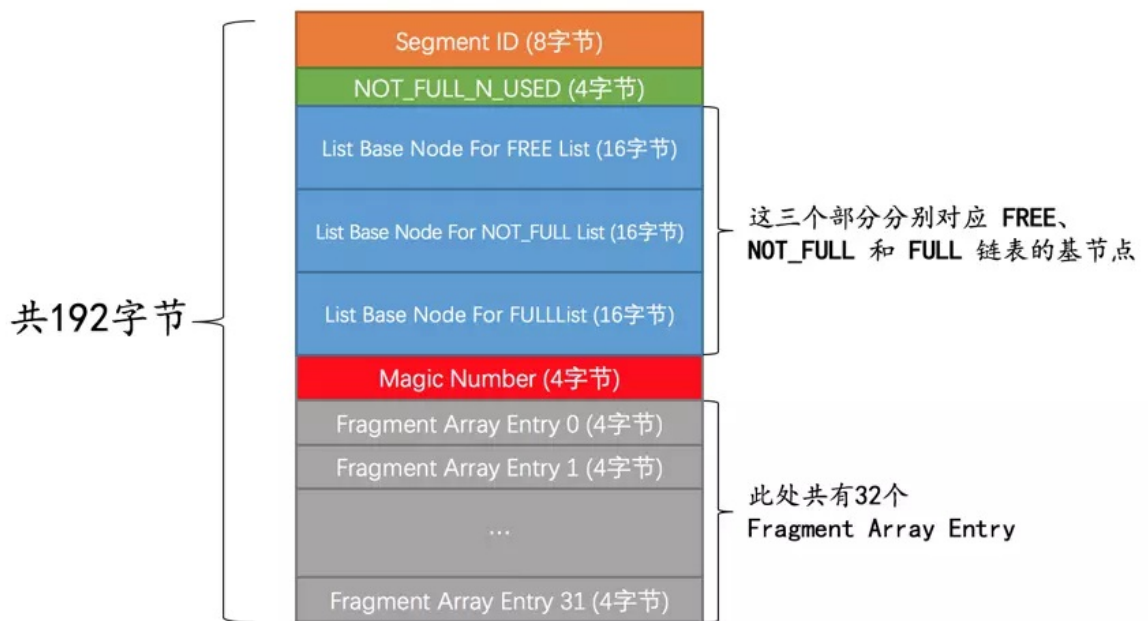 Segment ID (8字节)
NOT_FULL_N_USED (4字节)
List Base Node For FREE List (16字节)
List Base Node For NOT_FULL List (16字节)
List Base Node For FULLList (16字节)
Magic Number (4字节)
Fragment Array Entry 0 (4字节)
Fragment Array Entry 1 (4字节)
...
Fragment Array Entry 31 (4字节)
共192字节
这三个部分分别对应 FREE、
NOT_FULL 和 FULL 链表的基节点
此处共有32个
Fragment Array Entry